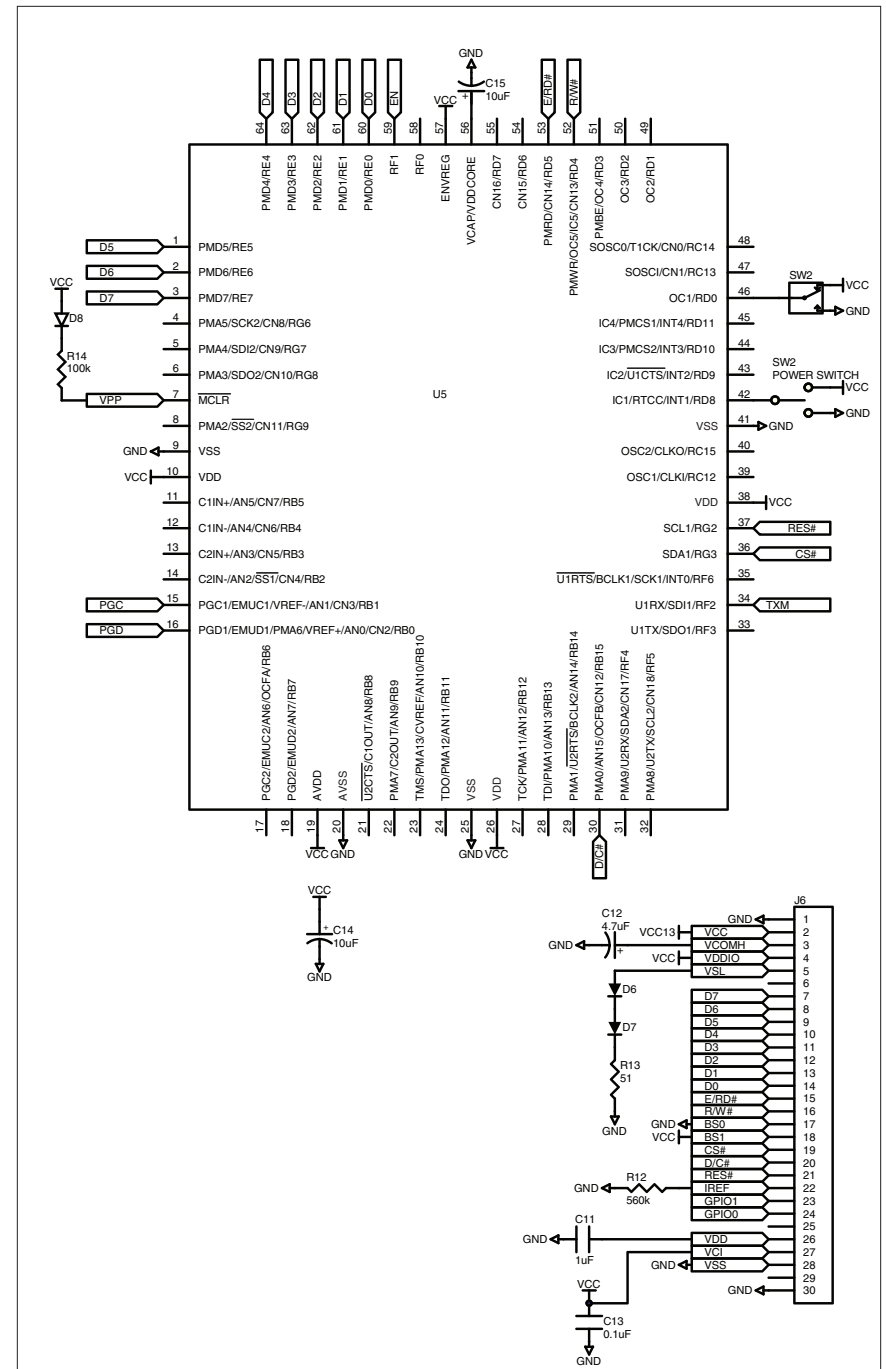 GND
C15
10uF
VCC
D4
D3
D2
D1
D0
EN
E/RD#
R/W#
64
63
62
61
60
59
58
57
56
55
54
53
52
51
50
49
PMD4/RE4
PMD3/RE3
PMD2/RE2
PMD1/RE1
PMD0/RE0
RF1
RF0
ENVREG
VCAP/VDDCORE
CN16/RD7
CN15/RD6
PMRD/CN14/RD5
PMWR/OC5/IC5/CN13/RD4
PMBE/OC4/RD3
OC3/RD2
OC2/RD1
D5 1 PMD5/RE5
D6 2 PMD6/RE6
D7 3 PMD7/RE7
4 PMA5/SCK2/CN8/RG6
5 PMA4/SDI2/CN9/RG7
6 PMA3/SDO2/CN10/RG8
VPP 7 MCLR
8 PMA2/SS2/CN11/RG9
GND 9 VSS
VCC 10 VDD
11 C1IN+/AN5/CN7/RB5
12 C1IN-/AN4/CN6/RB4
13 C2IN+/AN3/CN5/RB3
14 C2IN-/AN2/SS1/CN4/RB2
PGC 15 PGC1/EMUC1/VREF-/AN1/CN3/RB1
PGD 16 PGD1/EMUD1/PMA6/VREF+/AN0/CN2/RB0
VCC
D8
R14
100k
U5
SOSC0/T1CK/CN0/RC14 48
SOSCI/CN1/RC13 47
OC1/RD0 46
IC4/PMCS1/INT4/RD11 45
IC3/PMCS2/INT3/RD10 44
IC2/U1CTS/INT2/RD9 43
IC1/RTCC/INT1/RD8 42
VSS 41 GND
OSC2/CLKO/RC15 40
OSC1/CLKI/RC12 39
VDD 38 VCC
SCL1/RG2 37 RES#
SDA1/RG3 36 CS#
U1RTS/BCLK1/SCK1/INT0/RF6 35
U1RX/SDI1/RF2 34 TXM
U1TX/SDO1/RF3 33
SW2
VCC
GND
SW2
POWER SWITCH
VCC
GND
PGC2/EMUC2/AN6/OCFA/RB6
PGD2/EMUD2/AN7/RB7
AVDD
AVSS
U2CTS/C1OUT/AN8/RB8
PMA7/C2OUT/AN9/RB9
TMS/PMA13/CVREF/AN10/RB10
TDO/PMA12/AN11/RB11
VSS
VDD
TCK/PMA11/AN12/RB12
TDI/PMA10/AN13/RB13
PMA1/U2RTS/BCLK2/AN14/RB14
PMA0/AN15/OCFB/CN12/RB15
PMA9/U2RX/SDA2/CN17/RF4
PMA8/U2TX/SCL2/CN18/RF5
17
18
19
20
21
22
23
24
25
26
27
28
29
30
31
32
VCC
GND
GND
VCC
D/C#
VCC
C14
10uF
GND
J6
GND 1
VCC13 VCC 2
VCOMH 3
VCC VDDIO 4
VSL 5
6
D7 7
D6 8
D5 9
D4 10
D3 11
D2 12
D1 13
D0 14
E/RD# 15
R/W# 16
GND BS0 17
VCC BS1 18
CS# 19
D/C# 20
RES# 21
IREF 22
GPIO1 23
GPIO0 24
25
VDD 26
VCI 27
GND VSS 28
29
GND 30
C12
4.7uF
GND
D6
D7
R13
51
GND
GND
R12
560k
C11
GND
1uF
VCC
C13
0.1uF
GND